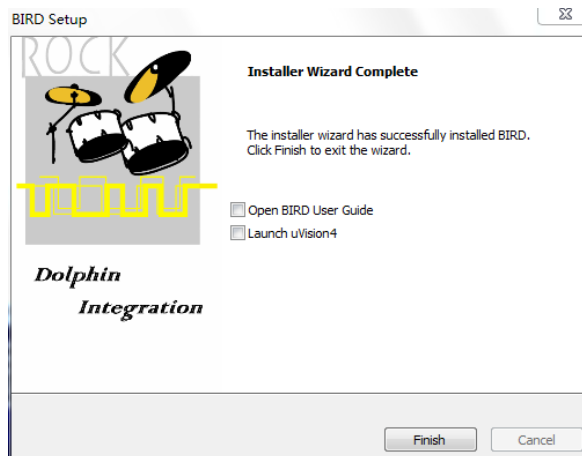 BIRD Setup
ROCK
Installer Wizard Complete
The installer wizard has successfully installed BIRD.
Click Finish to exit the wizard.
Open BIRD User Guide
Launch uVision4
Dolphin
Integration
Finish
Cancel